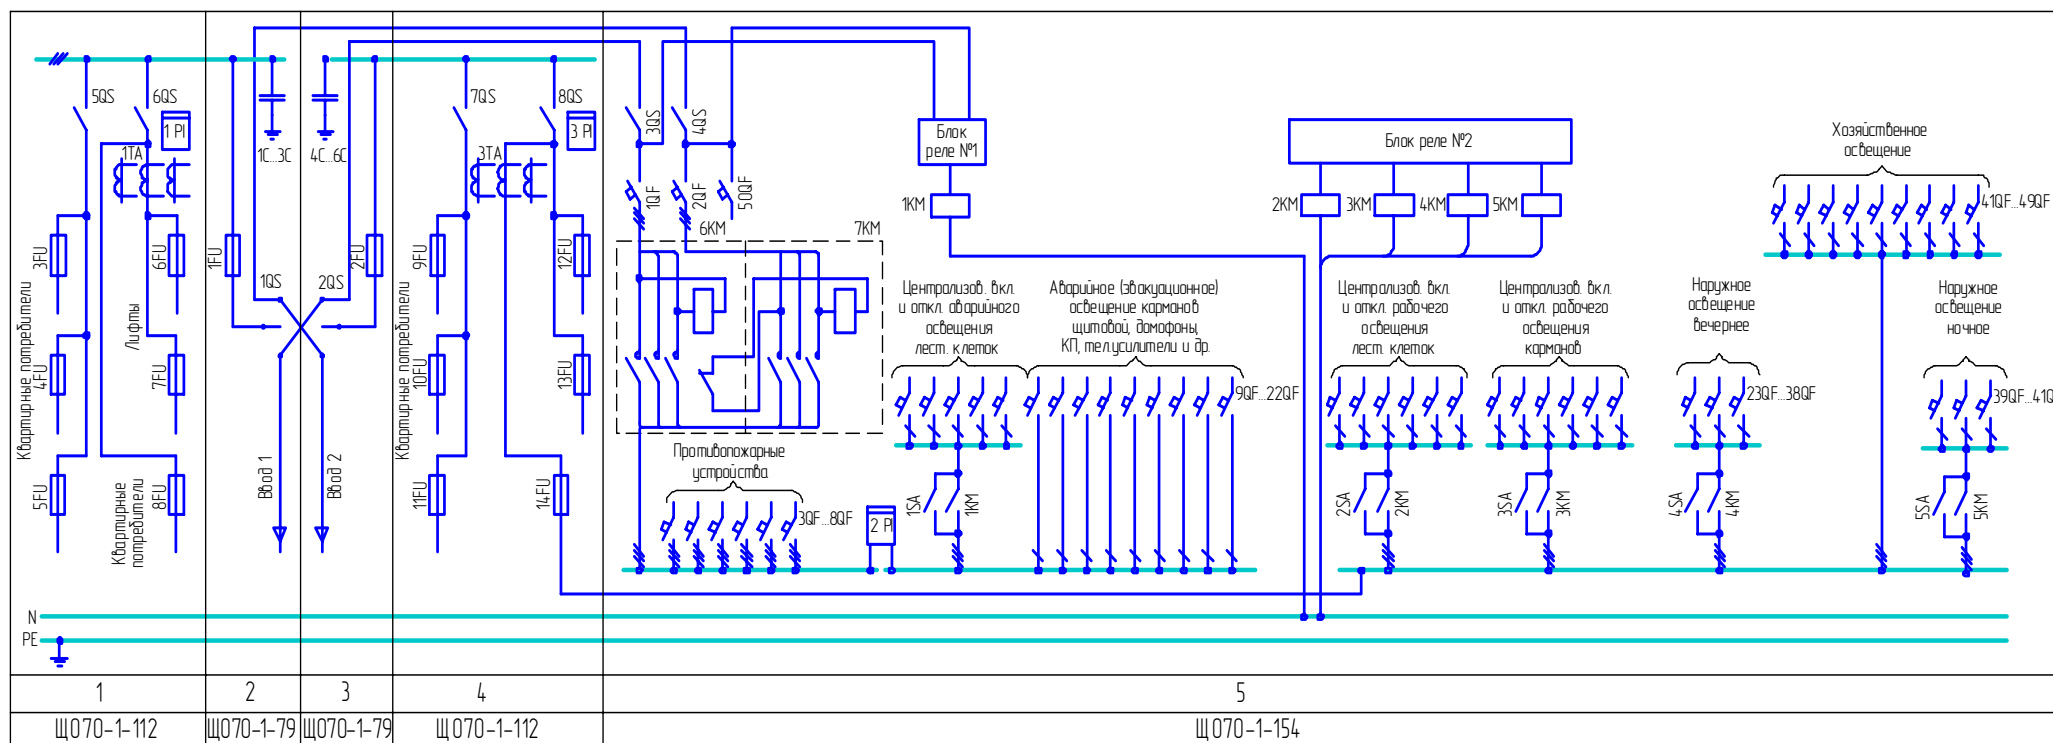 5QS
6QS
1 PI
1TA
3FU
6FU
4FU
7FU
5FU
8FU
Квартирные потребители
Лифты
Квартирные
потребители
1C...3C
4C...6C
1FU
2FU
1QS
2QS
Ввод 1
Ввод 2
7QS
8QS
3 PI
3TA
9FU
12FU
10FU
13FU
11FU
14FU
Квартирные потребители
3QS
4QS
1QF
2QF
50QF
6KM
7KM
Противопожарные
устройства
3QF...8QF
2 PI
Блок
реле №1
1KM
Централизов. вкл.
и откл. аварийного
освещения
лест. клеток
1SA
1KM
Аварийное (эвакуационное)
освещение карманов
щитовой, домофоны,
КП, тел.усилители и др.
9QF...22QF
Блок реле №2
2KM
3KM
4KM
5KM
Централизов. вкл.
и откл. рабочего
освещения
лест. клеток
2SA
2KM
Централизов. вкл.
и откл. рабочего
освещения
карманов
3SA
3KM
Наружное
освещение
вечернее
23QF...38QF
4SA
4KM
Хозяйственное
освещение
41QF...49QF
Наружное
освещение
ночное
39QF...41Q
5SA
5KM
N
PE
1
2
3
4
5
ЩО70-1-112
ЩО70-1-79
ЩО70-1-79
ЩО70-1-112
ЩО70-1-154